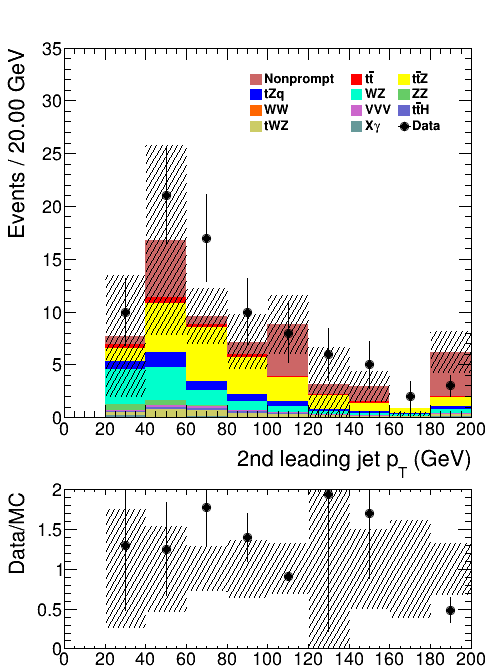 Events / 20.00 GeV
35
30
25
20
15
10
5
0
Nonprompt tt̄ tt̄Z
tZq WZ ZZ
WW VVV tt̄H
tWZ Xγ Data
0 20 40 60 80 100 120 140 160 180 200
2nd leading jet p_T (GeV)
Data/MC
2
1.5
1
0.5
0
0 20 40 60 80 100 120 140 160 180 200